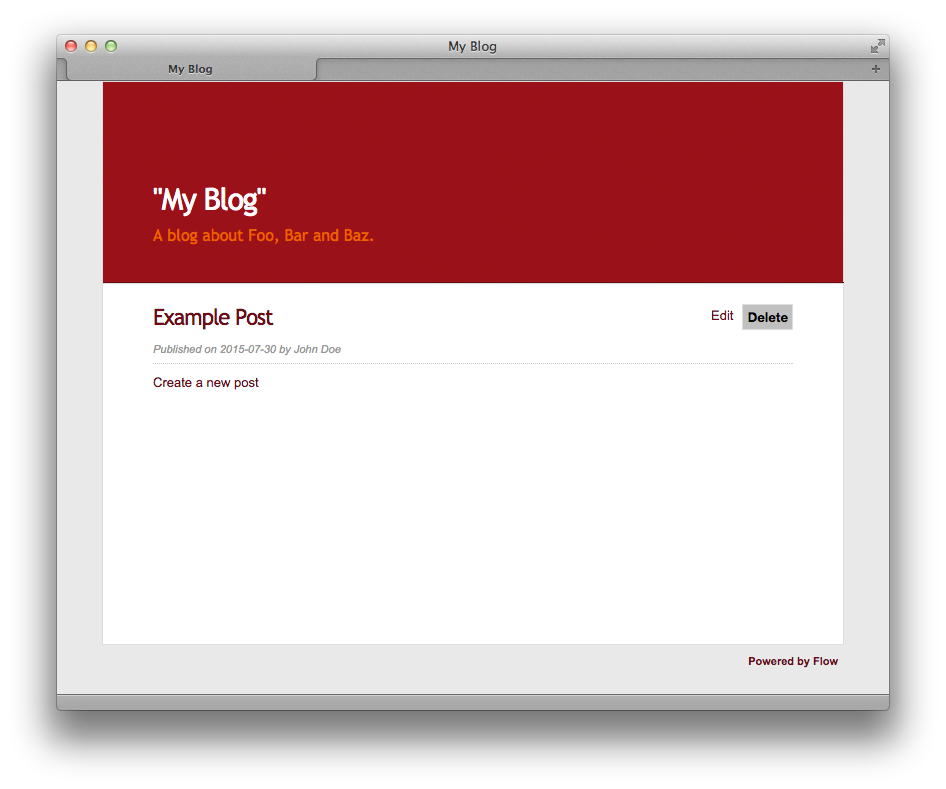 My Blog
My Blog
"My Blog"
A blog about Foo, Bar and Baz.
Example Post
Edit Delete
Published on 2015-07-30 by John Doe
Create a new post
Powered by Flow